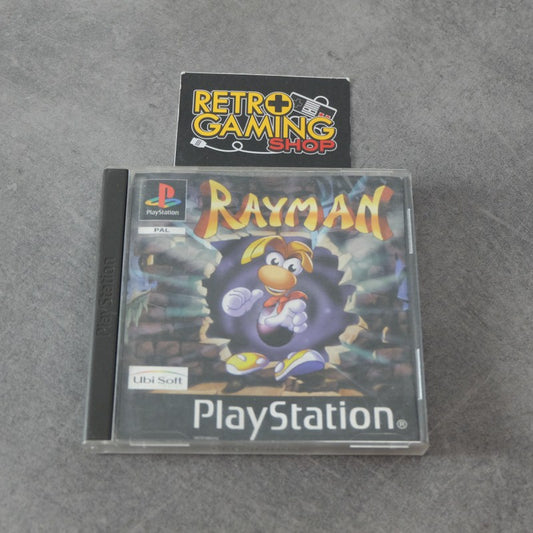 RETRO
GAMING
SHOP
PlayStation
PAL
RAYMAN
PlayStation
Ubi Soft
PlayStation®